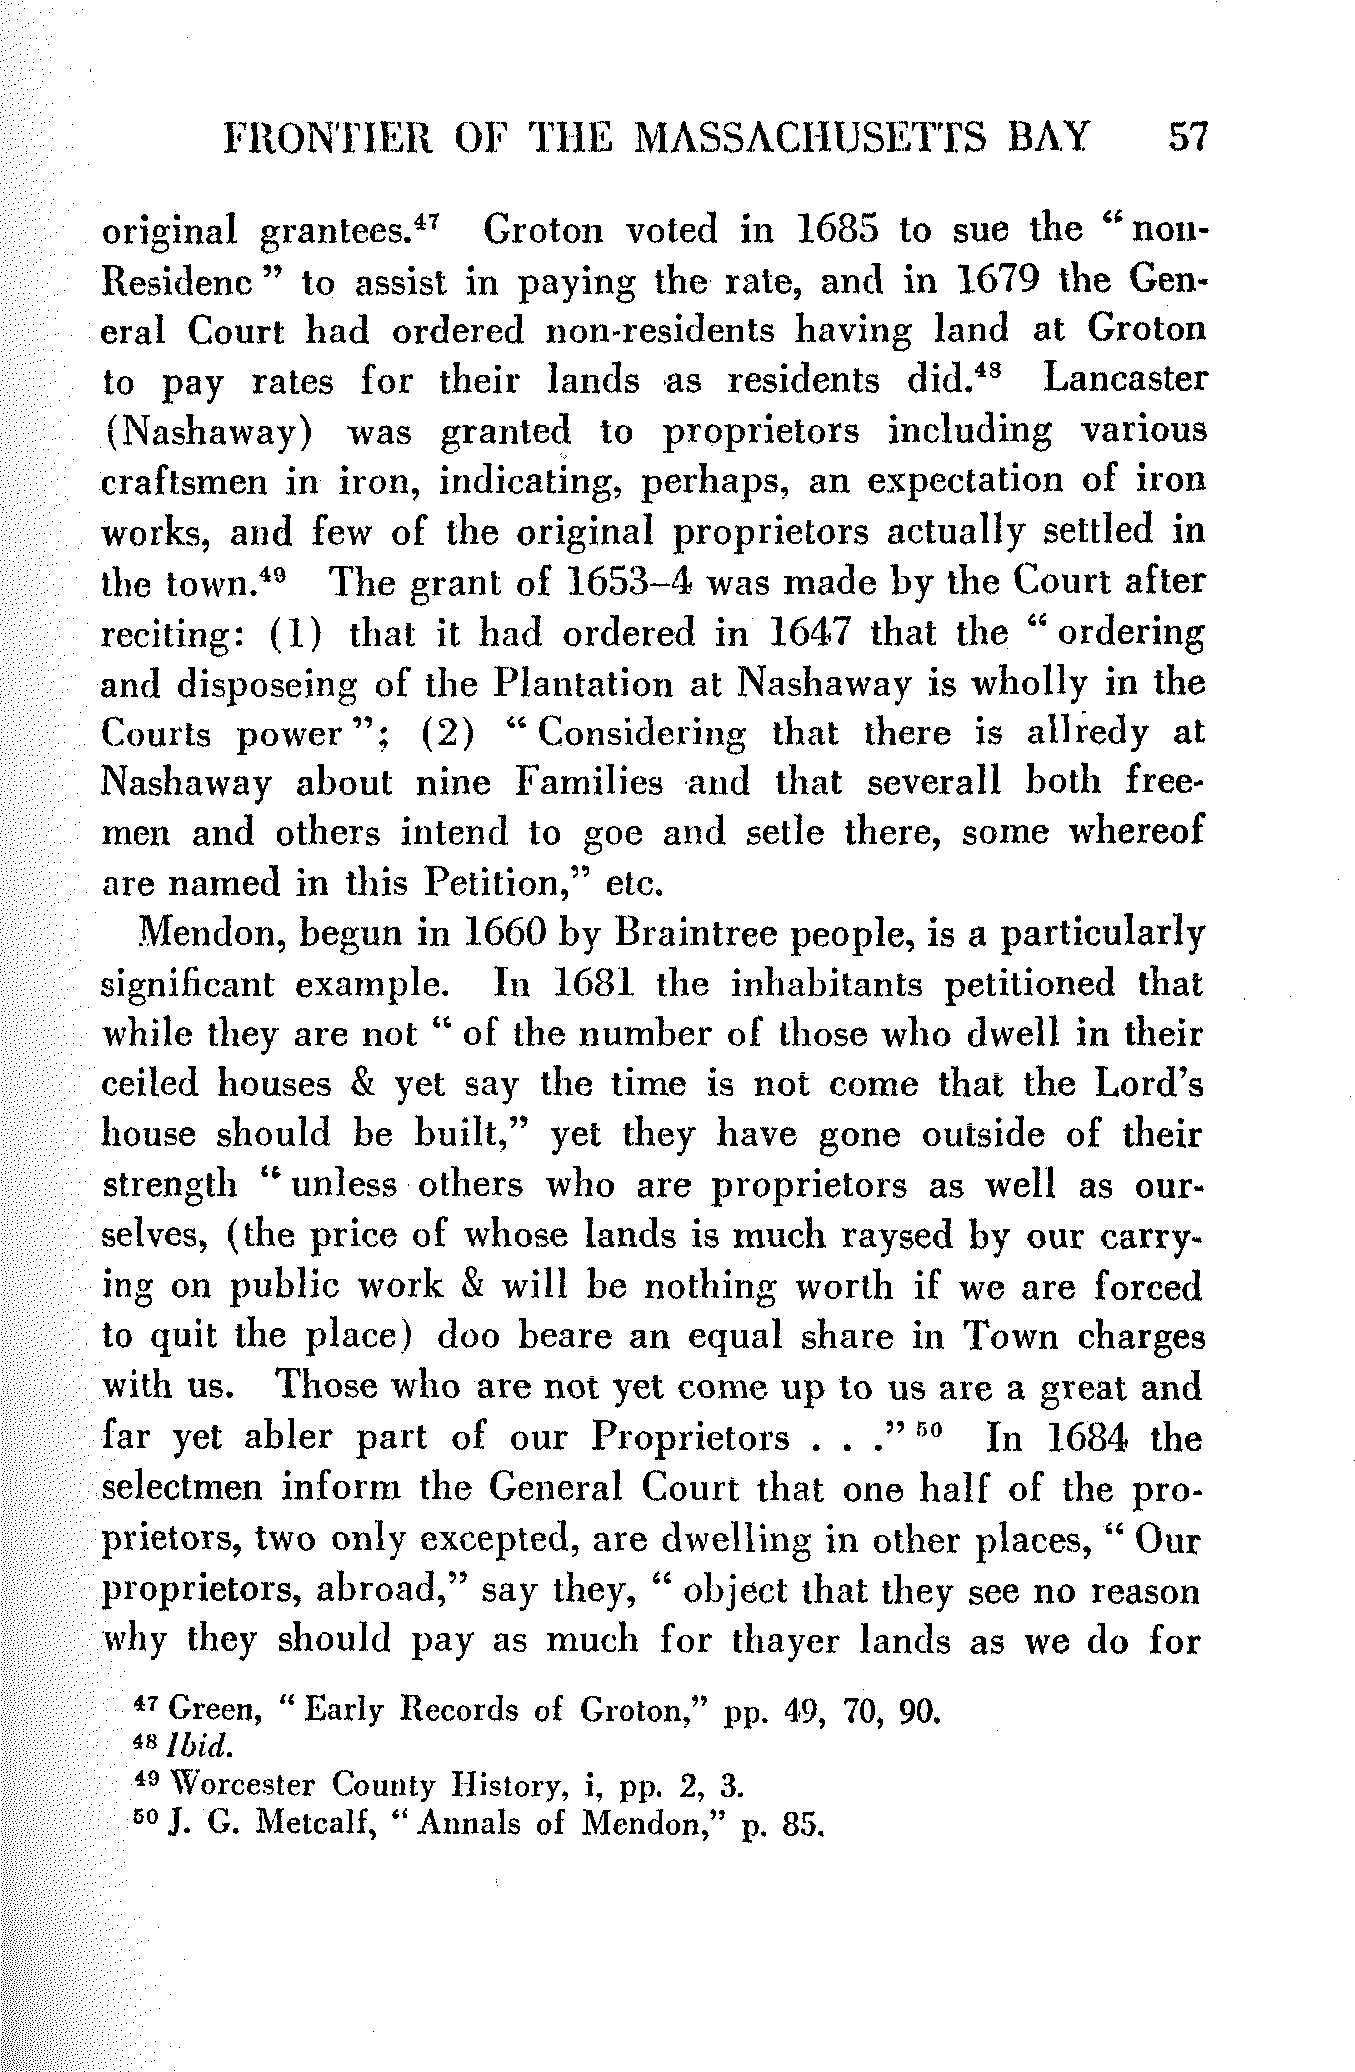 FRONTIER OF THE MASSACHUSETTS BAY 57
original grantees.⁴⁷ Groton voted in 1685 to sue the “non-
Residenc” to assist in paying the rate, and in 1679 the Gen-
eral Court had ordered non-residents having land at Groton
to pay rates for their lands as residents did.⁴⁸ Lancaster
(Nashaway) was granted to proprietors including various
craftsmen in iron, indicating, perhaps, an expectation of iron
works, and few of the original proprietors actually settled in
the town.⁴⁹ The grant of 1653–4 was made by the Court after
reciting: (1) that it had ordered in 1647 that the “ordering
and disposeing of the Plantation at Nashaway is wholly in the
Courts power”; (2) “Considering that there is allredy at
Nashaway about nine Families and that severall both free-
men and others intend to goe and setle there, some whereof
are named in this Petition,” etc.
Mendon, begun in 1660 by Braintree people, is a particularly
significant example. In 1681 the inhabitants petitioned that
while they are not “of the number of those who dwell in their
ceiled houses & yet say the time is not come that the Lord’s
house should be built,” yet they have gone outside of their
strength “unless others who are proprietors as well as our-
selves, (the price of whose lands is much raysed by our carry-
ing on public work & will be nothing worth if we are forced
to quit the place) doo beare an equal share in Town charges
with us. Those who are not yet come up to us are a great and
far yet abler part of our Proprietors . . .”⁵⁰ In 1684 the
selectmen inform the General Court that one half of the pro-
prietors, two only excepted, are dwelling in other places, “Our
proprietors, abroad,” say they, “object that they see no reason
why they should pay as much for thayer lands as we do for
⁴⁷ Green, “Early Records of Groton,” pp. 49, 70, 90.
⁴⁸ Ibid.
⁴⁹ Worcester County History, i, pp. 2, 3.
⁵⁰ J. G. Metcalf, “Annals of Mendon,” p. 85.